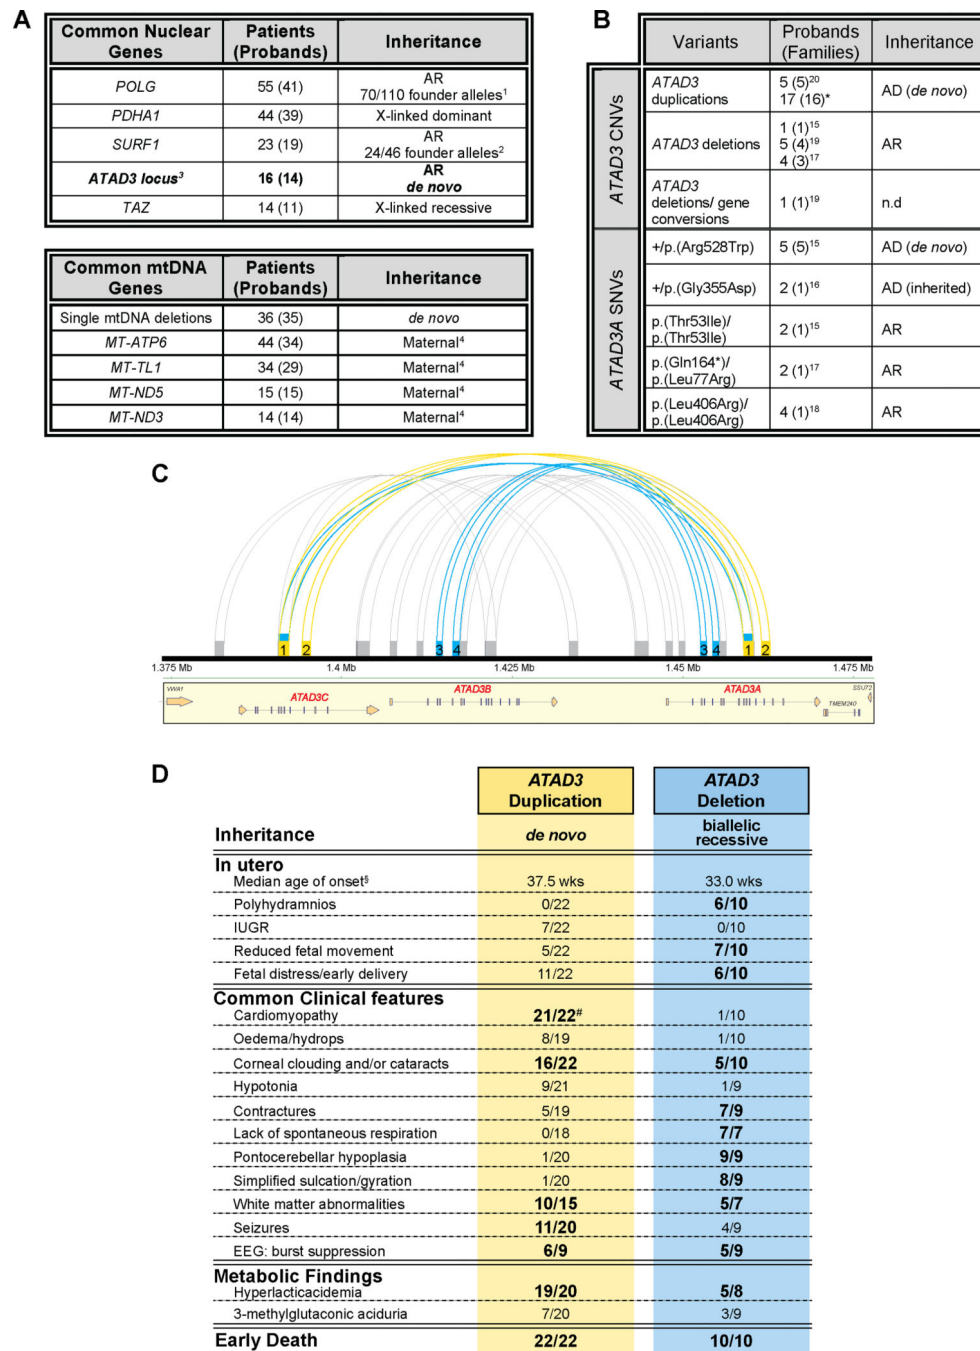 A
Common Nuclear Genes Patients (Probands) Inheritance
POLG 55 (41) AR 70/110 founder alleles1
PDHA1 44 (39) X-linked dominant
SURF1 23 (19) AR 24/46 founder alleles2
ATAD3 locus3 16 (14) AR de novo
TAZ 14 (11) X-linked recessive
Common mtDNA Genes Patients (Probands) Inheritance
Single mtDNA deletions 36 (35) de novo
MT-ATP6 44 (34) Maternal4
MT-TL1 34 (29) Maternal4
MT-ND5 15 (15) Maternal4
MT-ND3 14 (14) Maternal4
B
Variants Probands (Families) Inheritance
ATAD3 CNVs
ATAD3 duplications 5 (5)20 17 (16)* AD (de novo)
ATAD3 deletions 1 (1)15 5 (4)19 4 (3)17 AR
ATAD3 deletions/ gene conversions 1 (1)19 n.d
ATAD3A SNVs
+/p.(Arg528Trp) 5 (5)15 AD (de novo)
+/p.(Gly355Asp) 2 (1)16 AD (inherited)
p.(Thr53Ile)/ p.(Thr53Ile) 2 (1)15 AR
p.(Gln164*)/ p.(Leu77Arg) 2 (1)17 AR
p.(Leu406Arg)/ p.(Leu406Arg) 4 (1)18 AR
C
1 2 3 4 3 4 1 2
1.375 Mb 1.4 Mb 1.425 Mb 1.45 Mb 1.475 Mb
VWA1 ATAD3C ATAD3B ATAD3A TMEM240 SSU72
D
ATAD3 Duplication ATAD3 Deletion
Inheritance de novo biallelic recessive
In utero
Median age of onset§ 37.5 wks 33.0 wks
Polyhydramnios 0/22 6/10
IUGR 7/22 0/10
Reduced fetal movement 5/22 7/10
Fetal distress/early delivery 11/22 6/10
Common Clinical features
Cardiomyopathy 21/22# 1/10
Oedema/hydrops 8/19 1/10
Corneal clouding and/or cataracts 16/22 5/10
Hypotonia 9/21 1/9
Contractures 5/19 7/9
Lack of spontaneous respiration 0/18 7/7
Pontocerebellar hypoplasia 1/20 9/9
Simplified sulcation/gyration 1/20 8/9
White matter abnormalities 10/15 5/7
Seizures 11/20 4/9
EEG: burst suppression 6/9 5/9
Metabolic Findings
Hyperlacticacidemia 19/20 5/8
3-methylglutaconic aciduria 7/20 3/9
Early Death 22/22 10/10